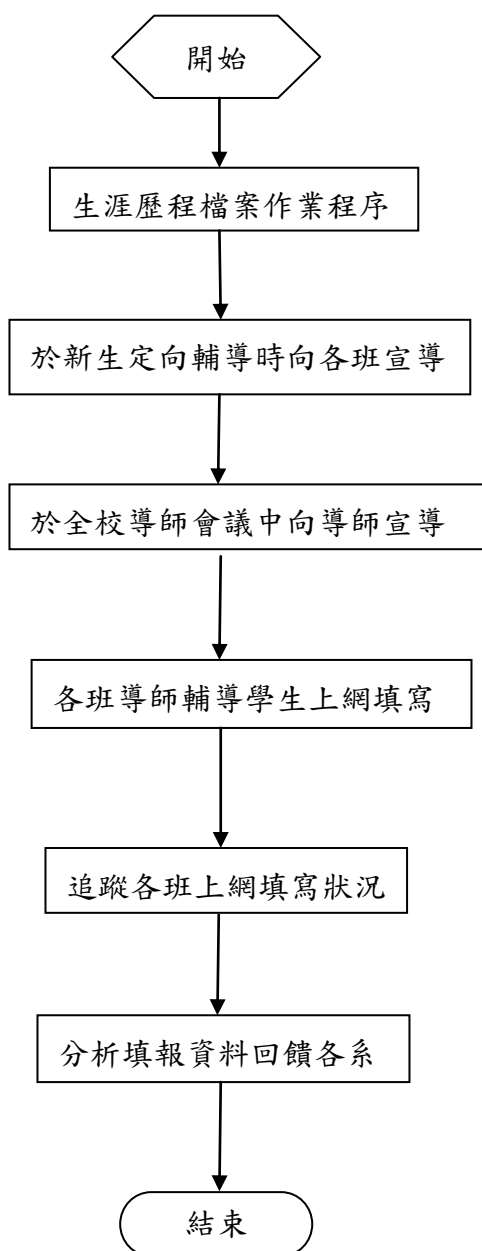 開始
生涯歷程檔案作業程序
於新生定向輔導時向各班宣導
於全校導師會議中向導師宣導
各班導師輔導學生上網填寫
追蹤各班上網填寫狀況
分析填報資料回饋各系
結束